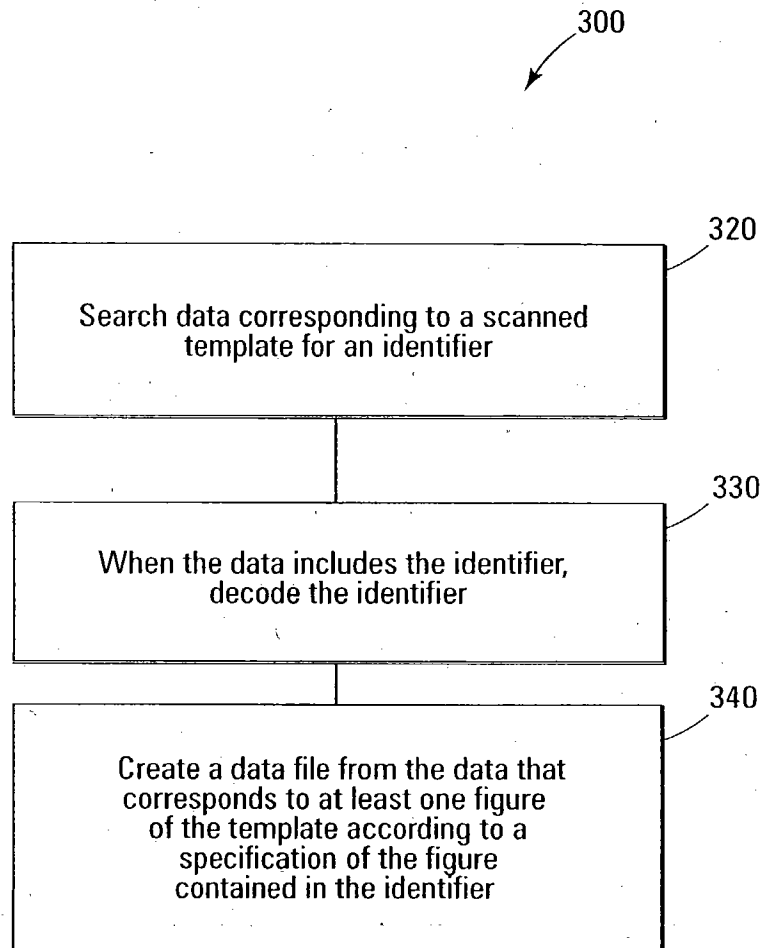 300
320
Search data corresponding to a scanned
template for an identifier
330
When the data includes the identifier,
decode the identifier
340
Create a data file from the data that
corresponds to at least one figure
of the template according to a
specification of the figure
contained in the identifier